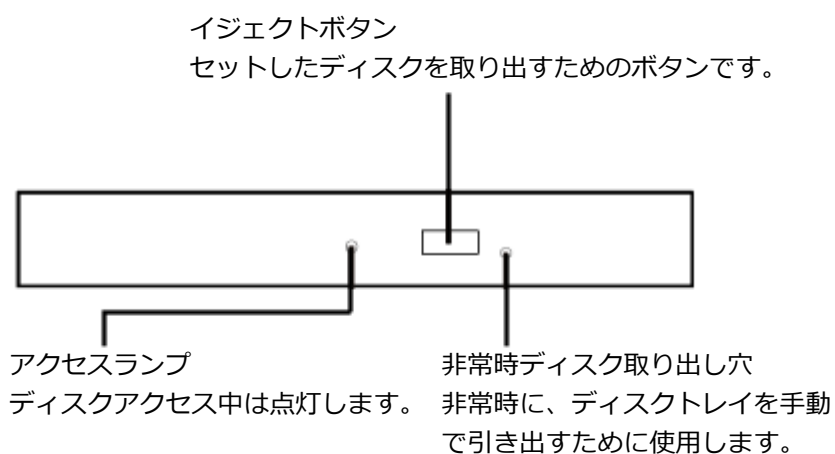 イジェクトボタン
セットしたディスクを取り出すためのボタンです。
アクセスランプ
ディスクアクセス中は点灯します。
非常時ディスク取り出し穴
非常時に、ディスクトレイを手動
で引き出すために使用します。